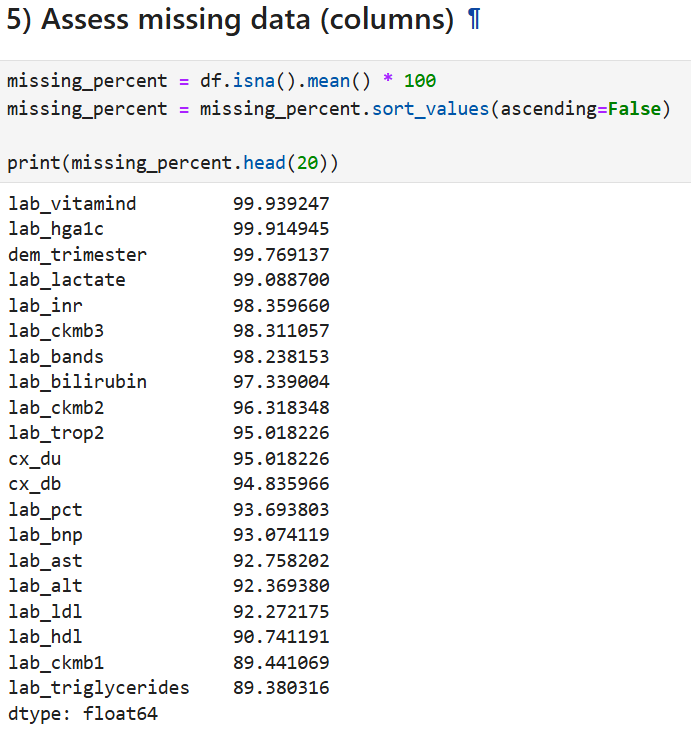 5) Assess missing data (columns) ¶
missing_percent = df.isna().mean() * 100
missing_percent = missing_percent.sort_values(ascending=False)
print(missing_percent.head(20))
lab_vitamind 99.939247
lab_hga1c 99.914945
dem_trimester 99.769137
lab_lactate 99.088700
lab_inr 98.359660
lab_ckmb3 98.311057
lab_bands 98.238153
lab_bilirubin 97.339004
lab_ckmb2 96.318348
lab_trop2 95.018226
cx_du 95.018226
cx_db 94.835966
lab_pct 93.693803
lab_bnp 93.074119
lab_ast 92.758202
lab_alt 92.369380
lab_ldl 92.272175
lab_hdl 90.741191
lab_ckmb1 89.441069
lab_triglycerides 89.380316
dtype: float64